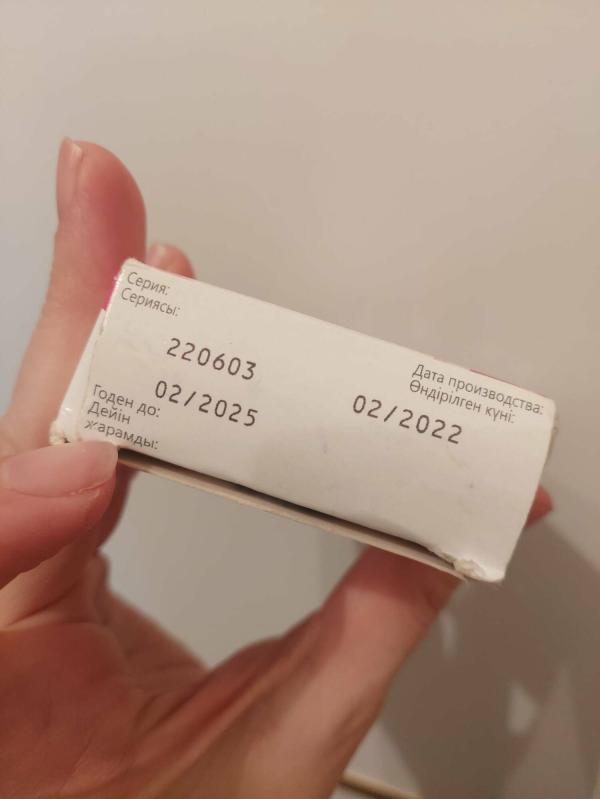 Серия:
Сериясы:
220603
Годен до: 02/2025
Дейін
жарамды:
Дата производства:
Өндірілген күні:
02/2022